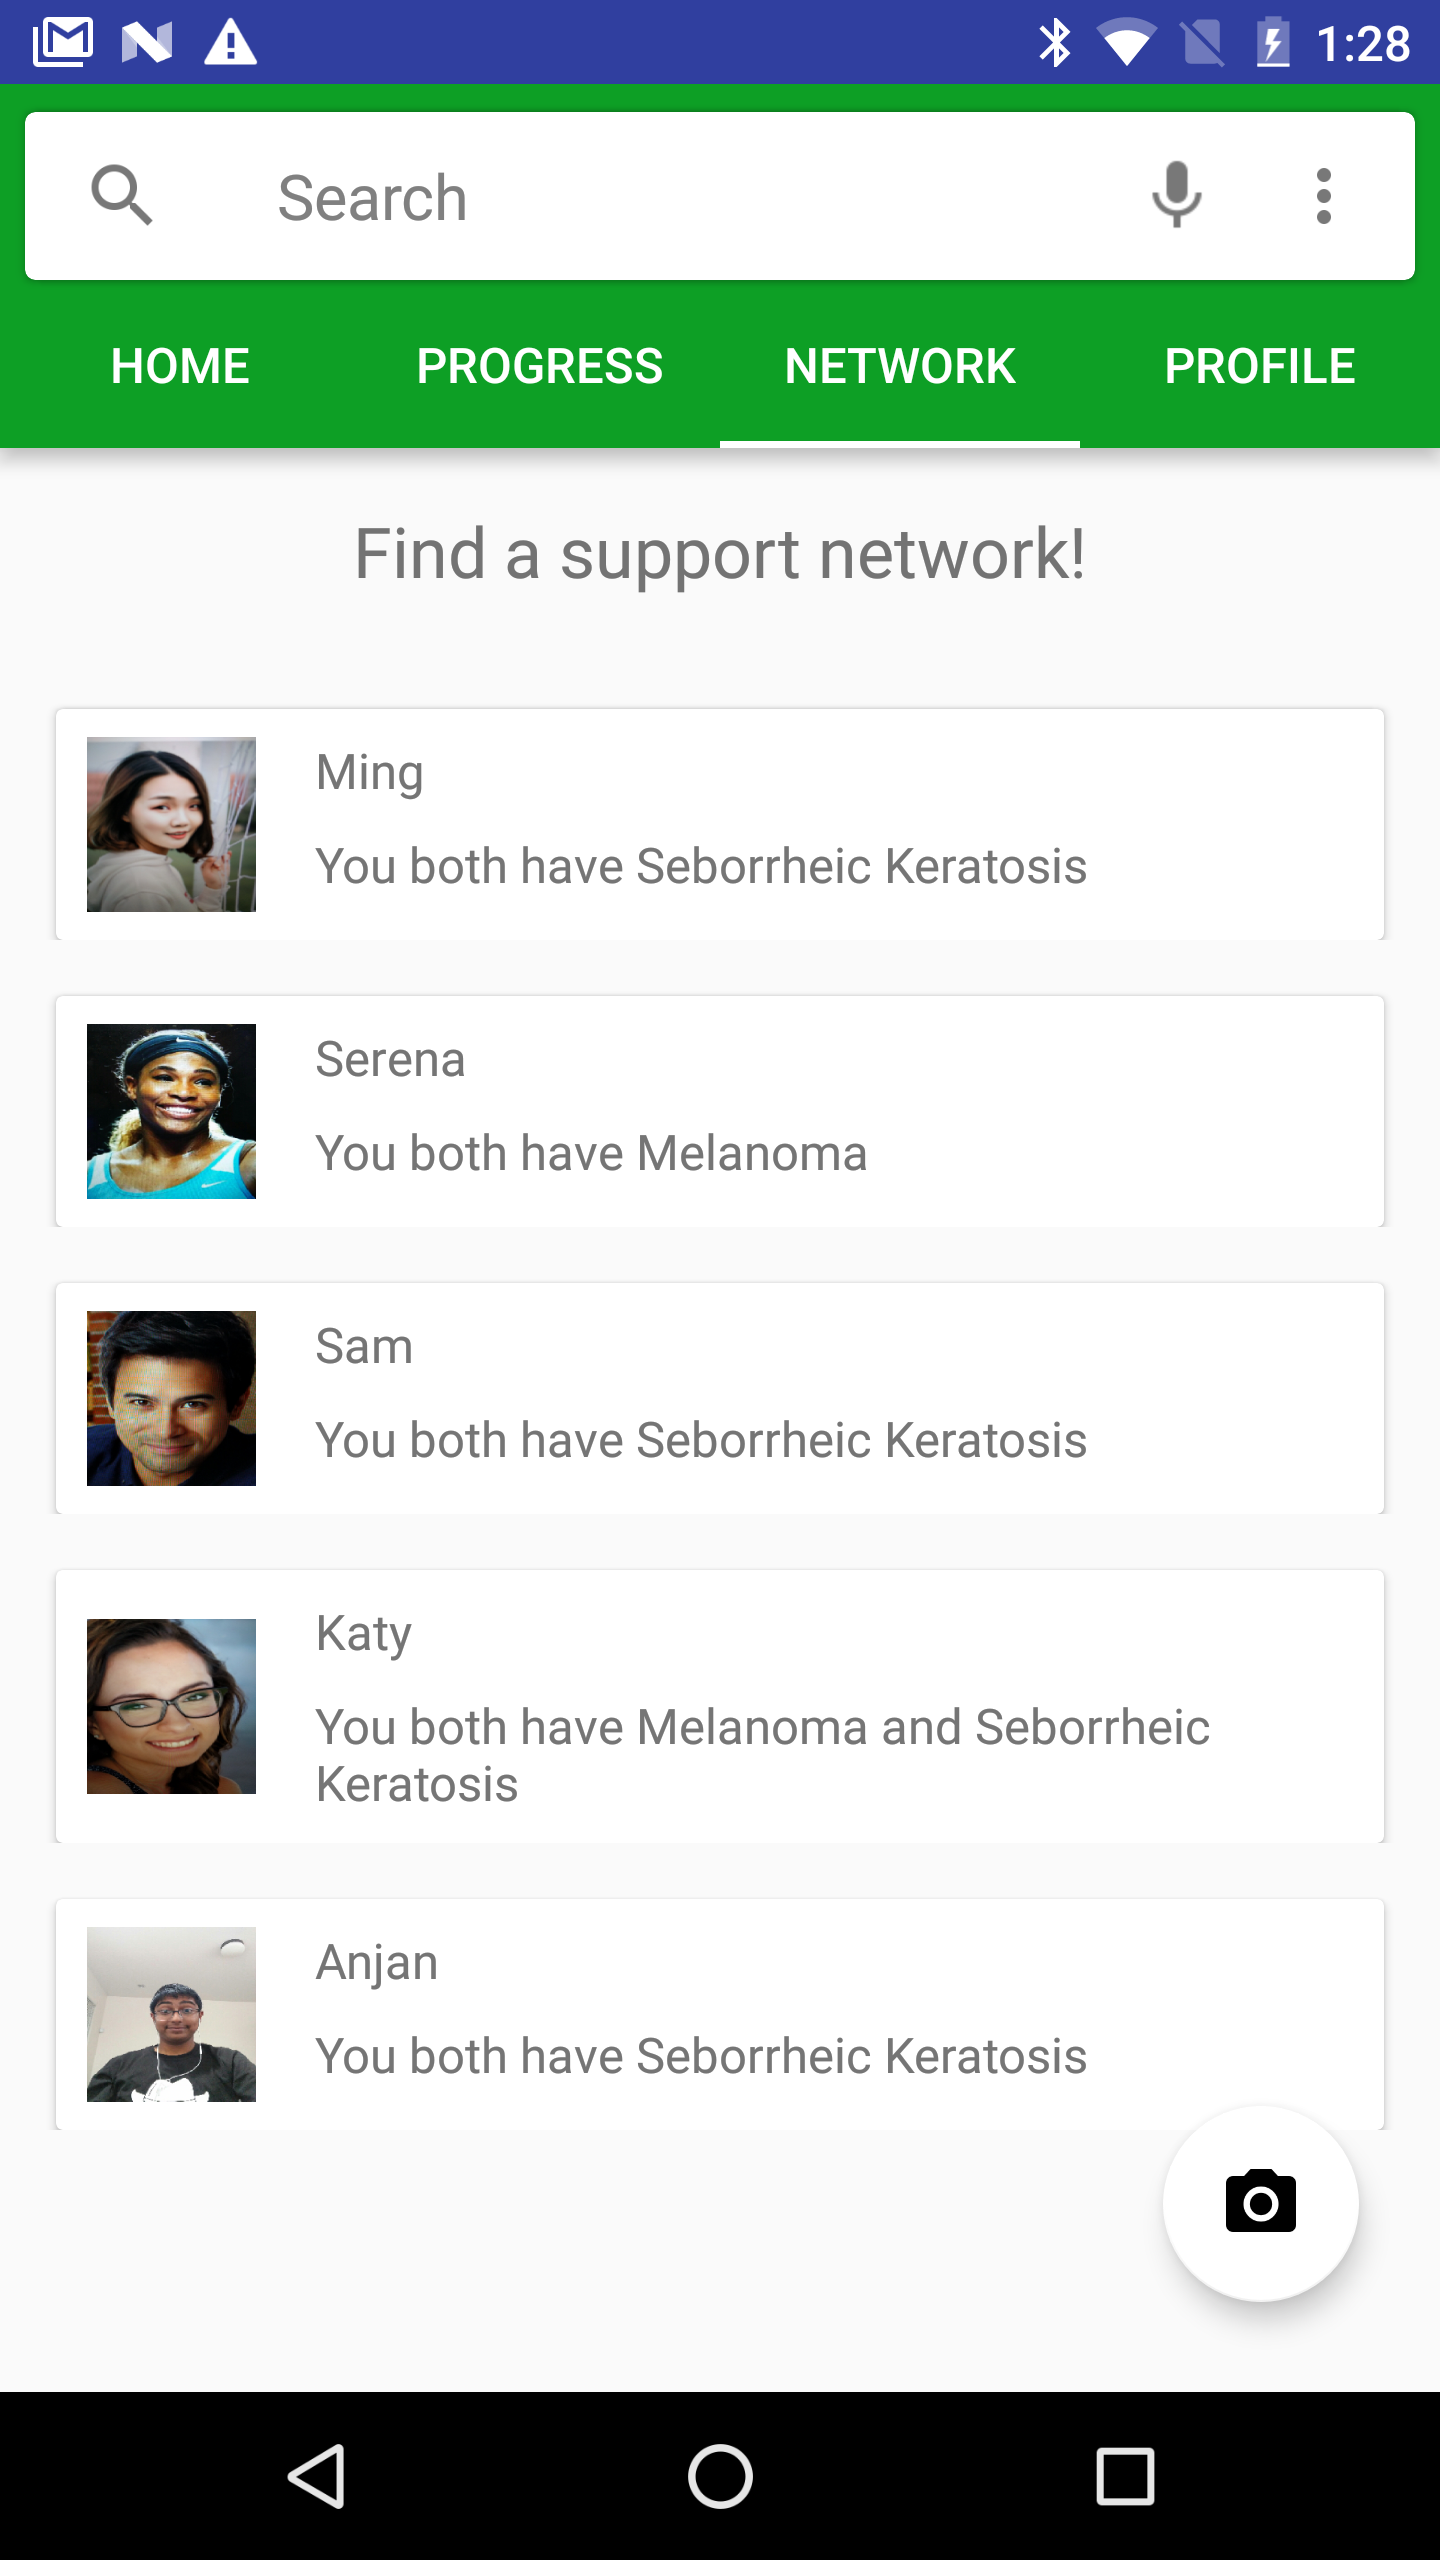 1:28
Search
HOME PROGRESS NETWORK PROFILE
Find a support network!
Ming
You both have Seborrheic Keratosis
Serena
You both have Melanoma
Sam
You both have Seborrheic Keratosis
Katy
You both have Melanoma and Seborrheic
Keratosis
Anjan
You both have Seborrheic Keratosis